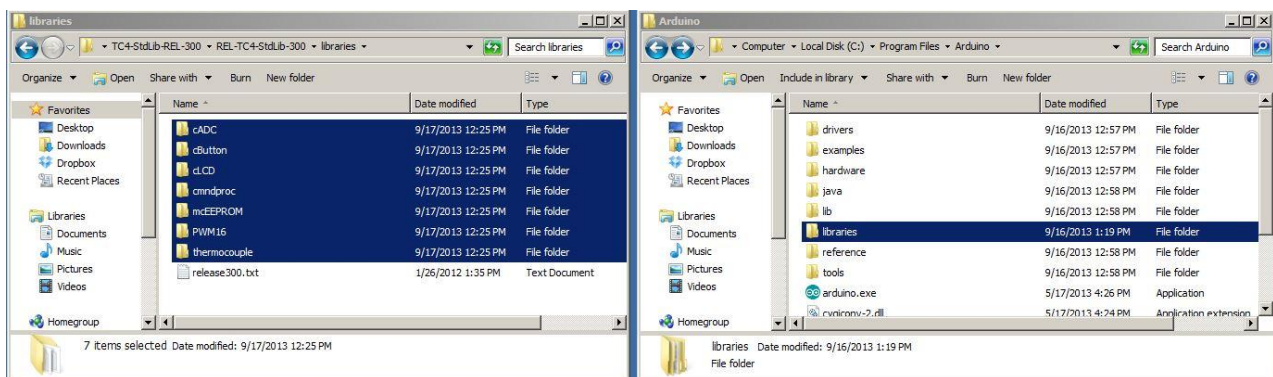 libraries
TC4-StdLib-REL-300 REL-TC4-StdLib-300 libraries Search libraries
Organize Open Share with Burn New folder
Favorites
Desktop
Downloads
Dropbox
Recent Places
Libraries
Documents
Music
Pictures
Videos
Homegroup
Name Date modified Type
cADC 9/17/2013 12:25 PM File folder
cButton 9/17/2013 12:25 PM File folder
cLCD 9/17/2013 12:25 PM File folder
cmndproc 9/17/2013 12:25 PM File folder
mcEEPROM 9/17/2013 12:25 PM File folder
PWM16 9/17/2013 12:25 PM File folder
thermocouple 9/17/2013 12:25 PM File folder
release300.txt 1/26/2012 1:35 PM Text Document
7 items selected Date modified: 9/17/2013 12:25 PM
Arduino
Computer Local Disk (C:) Program Files Arduino Search Arduino
Organize Open Include in library Share with Burn New folder
Favorites
Desktop
Downloads
Dropbox
Recent Places
Libraries
Documents
Music
Pictures
Videos
Homegroup
Name Date modified Type
drivers 9/16/2013 12:57 PM File folder
examples 9/16/2013 12:57 PM File folder
hardware 9/16/2013 12:57 PM File folder
java 9/16/2013 12:58 PM File folder
lib 9/16/2013 12:58 PM File folder
libraries 9/16/2013 1:19 PM File folder
reference 9/16/2013 12:58 PM File folder
tools 9/16/2013 12:58 PM File folder
arduino.exe 5/17/2013 4:26 PM Application
cygiconv-2.dll 5/17/2013 4:24 PM Application extension
libraries Date modified: 9/16/2013 1:19 PM
File folder